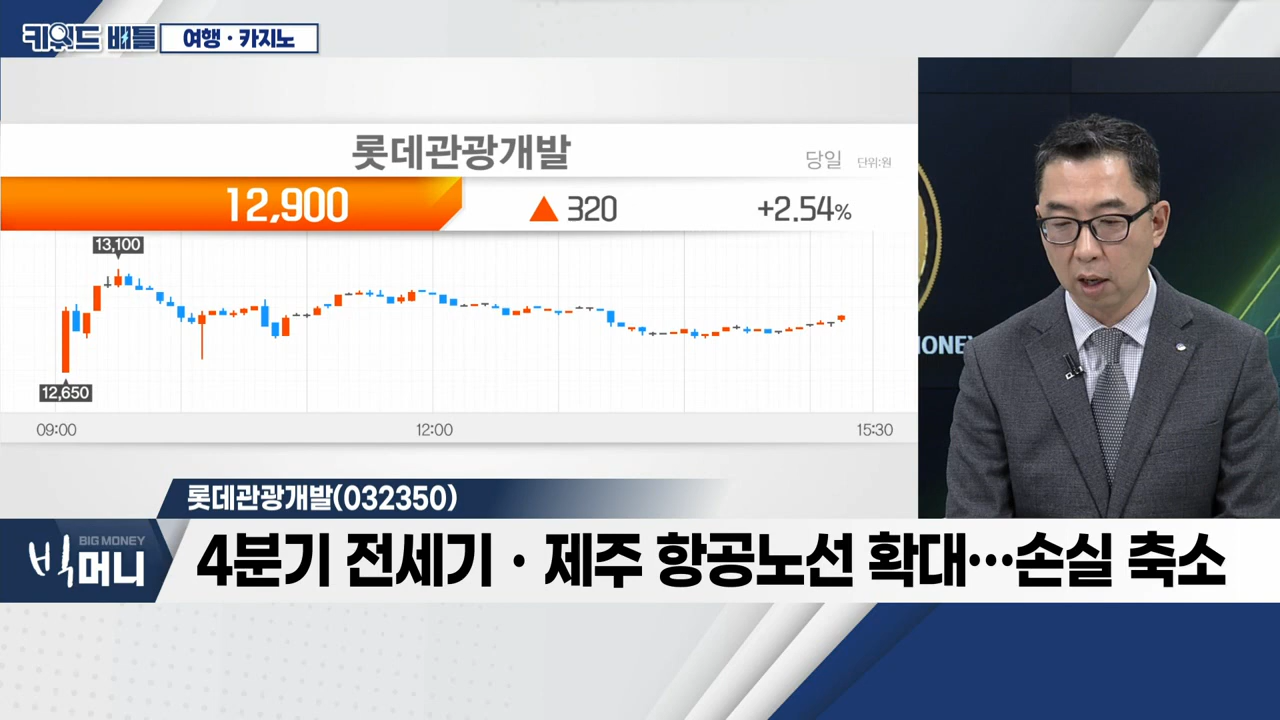 키워드 배틀 여행·카지노
롯데관광개발
당일 단위:원
12,900 ▲ 320 +2.54%
13,100
12,650
09:00 12:00 15:30
MONEY
롯데관광개발(032350)
BIG MONEY
빅머니
4분기 전세기·제주 항공노선 확대…손실 축소